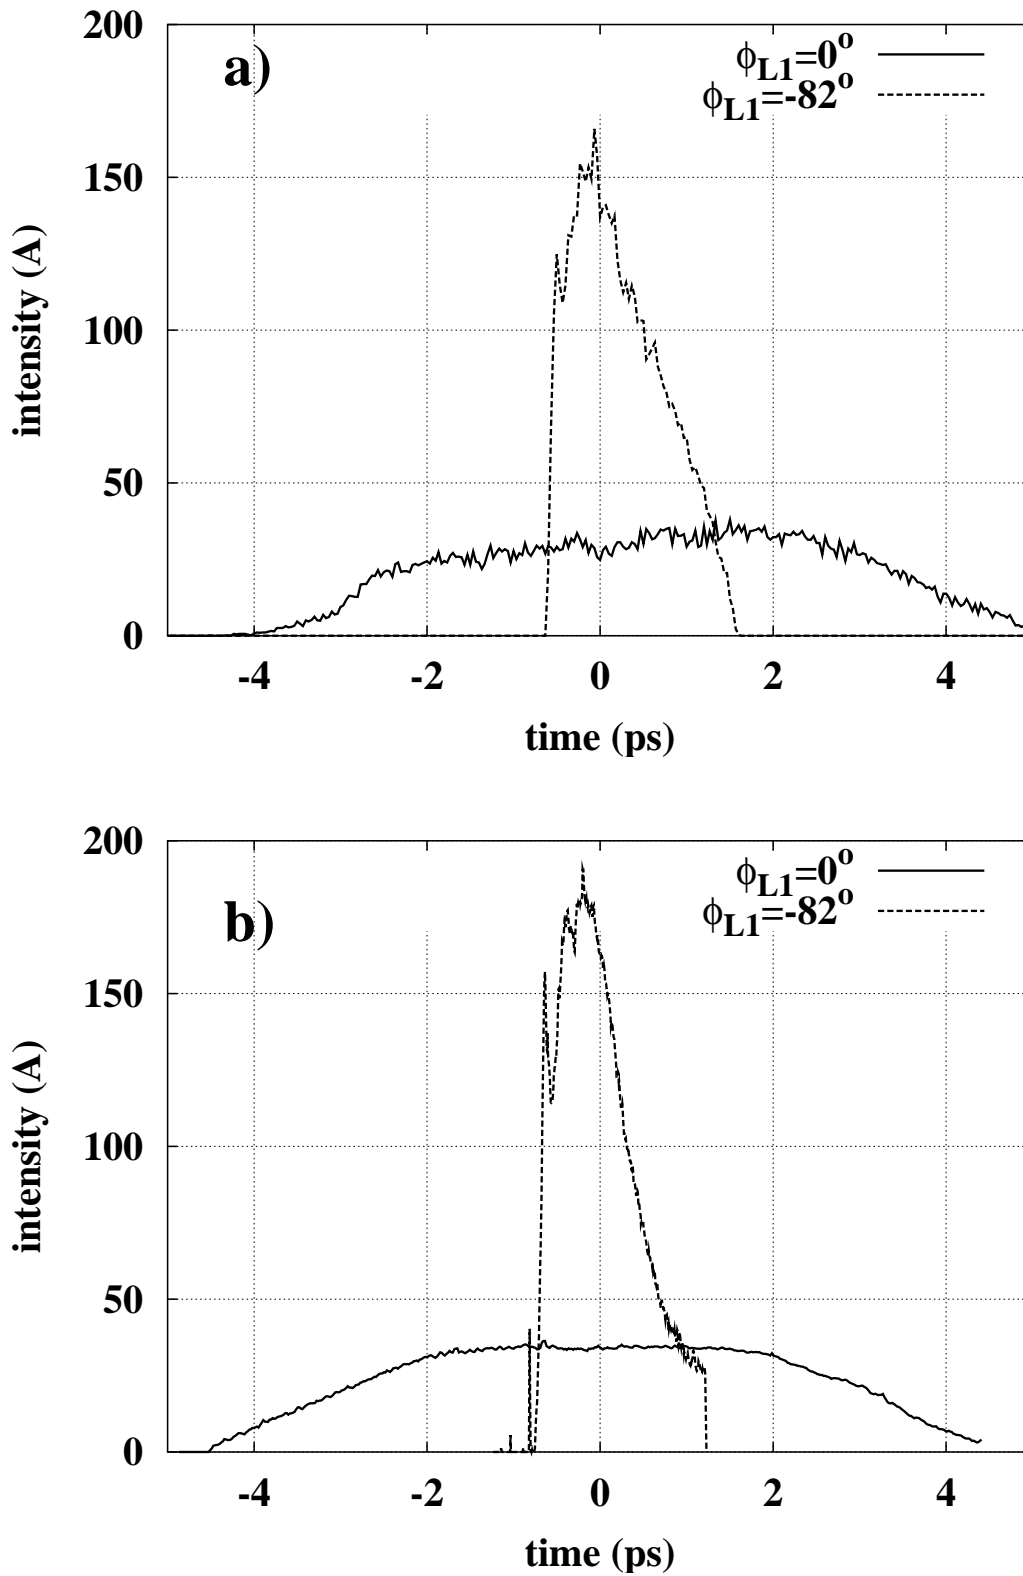 a)
ϕL1=0o
ϕL1=-82o
200
150
100
50
0
intensity (A)
-4 -2 0 2 4
time (ps)
b)
ϕL1=0o
ϕL1=-82o
200
150
100
50
0
intensity (A)
-4 -2 0 2 4
time (ps)